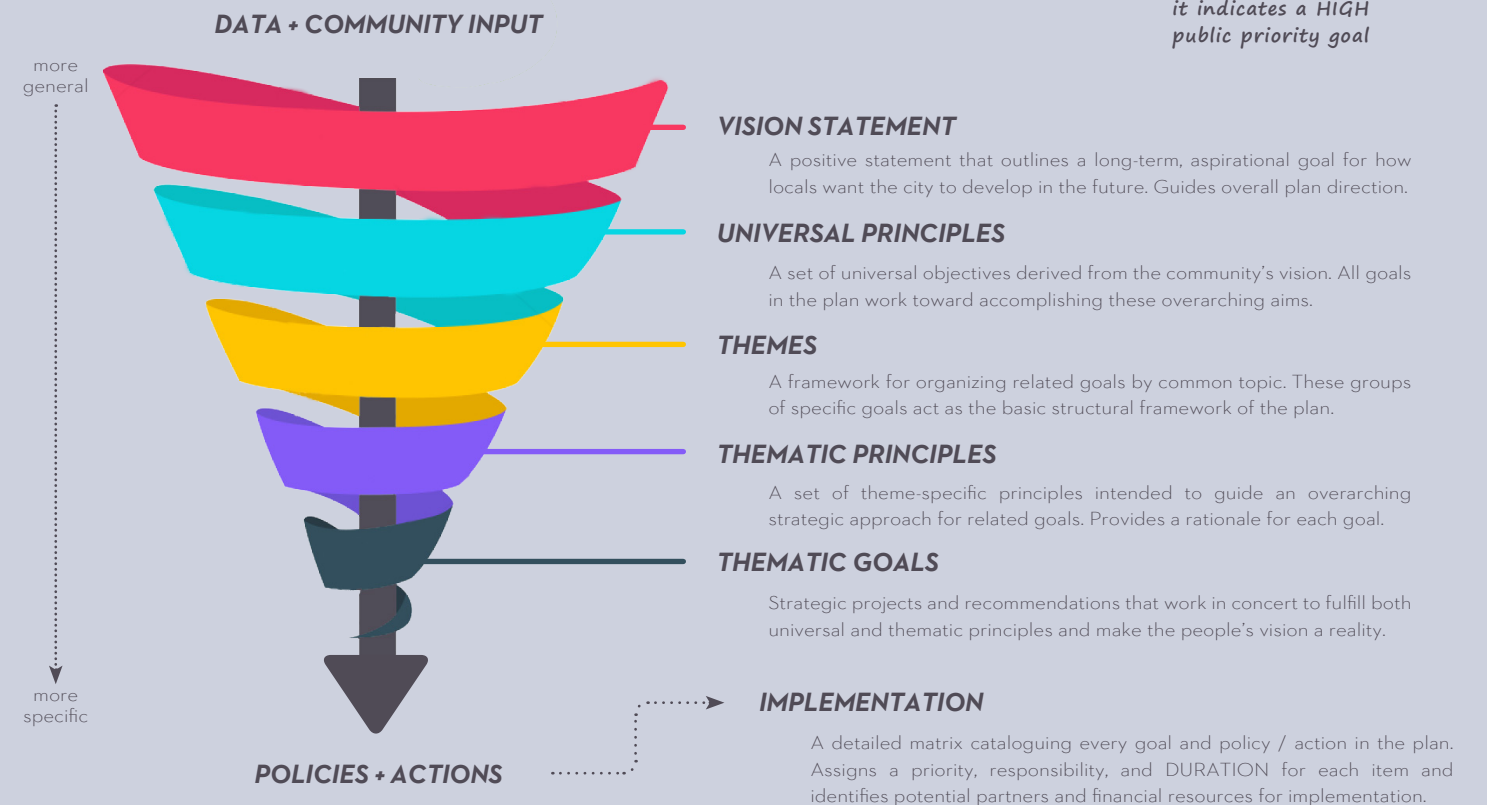 it indicates a HIGH
public priority goal
DATA + COMMUNITY INPUT
more
general
VISION STATEMENT
A positive statement that outlines a long-term, aspirational goal for how
locals want the city to develop in the future. Guides overall plan direction.
UNIVERSAL PRINCIPLES
A set of universal objectives derived from the community's vision. All goals
in the plan work toward accomplishing these overarching aims.
THEMES
A framework for organizing related goals by common topic. These groups
of specific goals act as the basic structural framework of the plan.
THEMATIC PRINCIPLES
A set of theme-specific principles intended to guide an overarching
strategic approach for related goals. Provides a rationale for each goal.
THEMATIC GOALS
Strategic projects and recommendations that work in concert to fulfill both
universal and thematic principles and make the people's vision a reality.
more
specific
POLICIES + ACTIONS
IMPLEMENTATION
A detailed matrix cataloguing every goal and policy / action in the plan.
Assigns a priority, responsibility, and DURATION for each item and
identifies potential partners and financial resources for implementation.